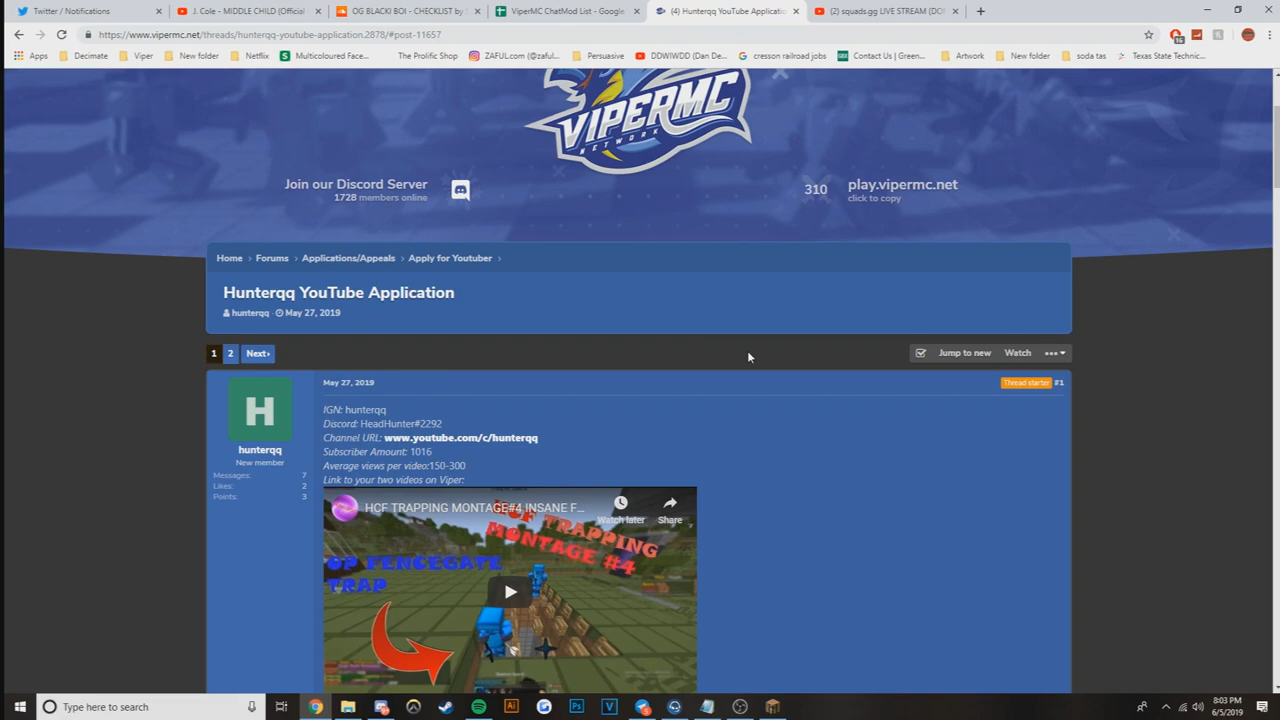 Twitter / Notifications
J. Cole - MIDDLE CHILD (Official
OG BLACKI BOI - CHECKLIST by
ViperMC ChatMod List - Google
(4) Hunterqq YouTube Applicatio
(2) squads.gg LIVE STREAM (DO
https://www.vipermc.net/threads/hunterqq-youtube-application.2878/#post-11657
16
Apps
Decimate
Viper
New folder
Netflix
Multicoloured Face...
The Prolific Shop
ZAFUL.com (@zaful...
Persuasive
DDWIWDD (Dan De...
cresson railroad jobs
Contact Us | Green...
Artwork
New folder
soda tas
Texas State Technic...
VIPERMC
NETWORK
Join our Discord Server
1728 members online
310
play.vipermc.net
click to copy
Home › Forums › Applications/Appeals › Apply for Youtuber ›
Hunterqq YouTube Application
hunterqq · May 27, 2019
1 2 Next ›
Jump to new Watch •••
H
hunterqq
New member
Messages: 7
Likes: 2
Points: 3
May 27, 2019
Thread starter #1
IGN: hunterqq
Discord: HeadHunter#2292
Channel URL: www.youtube.com/c/hunterqq
Subscriber Amount: 1016
Average views per video:150-300
Link to your two videos on Viper:
HCF TRAPPING MONTAGE#4 INSANE F...
Watch later
Share
HCF TRAPPING
MONTAGE #4
OP FENCEGATE
TRAP
Type here to search
8:03 PM
6/5/2019